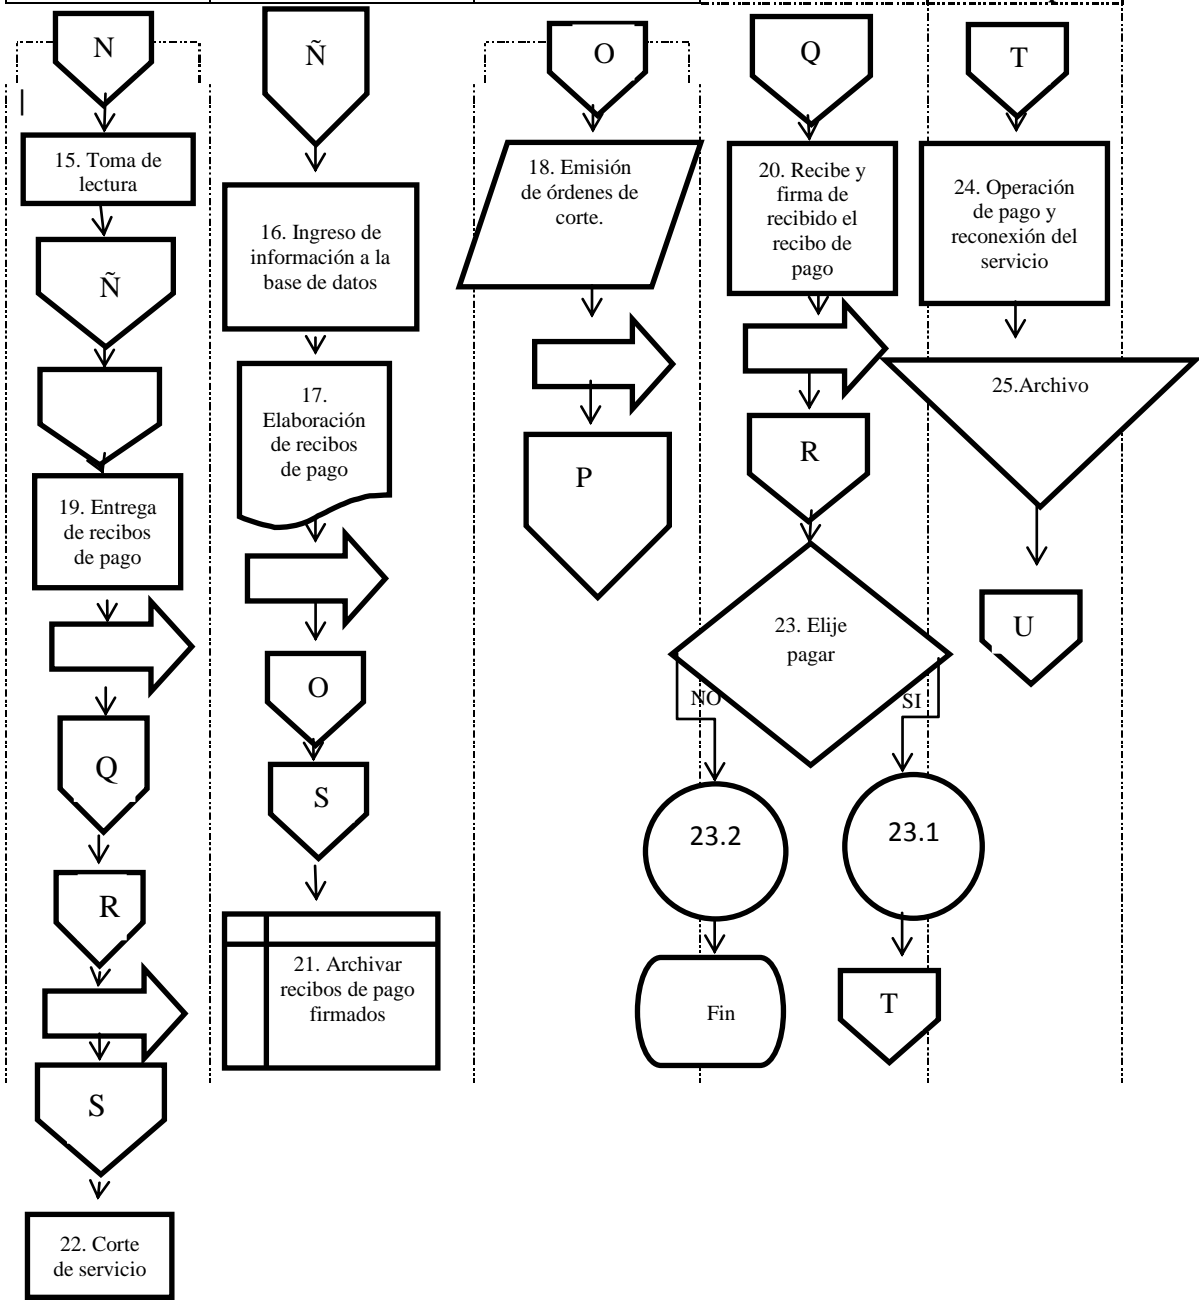 N
15. Toma de
lectura
Ñ
19. Entrega
de recibos
de pago
Q
R
S
22. Corte
de servicio
Ñ
16. Ingreso de
información a la
base de datos
17.
Elaboración
de recibos
de pago
O
S
21. Archivar
recibos de pago
firmados
O
18. Emisión
de órdenes de
corte.
P
Q
20. Recibe y
firma de
recibido el
recibo de
pago
R
23. Elije
pagar
NO
SI
23.2
23.1
Fin
T
T
24. Operación
de pago y
reconexión del
servicio
25.Archivo
U